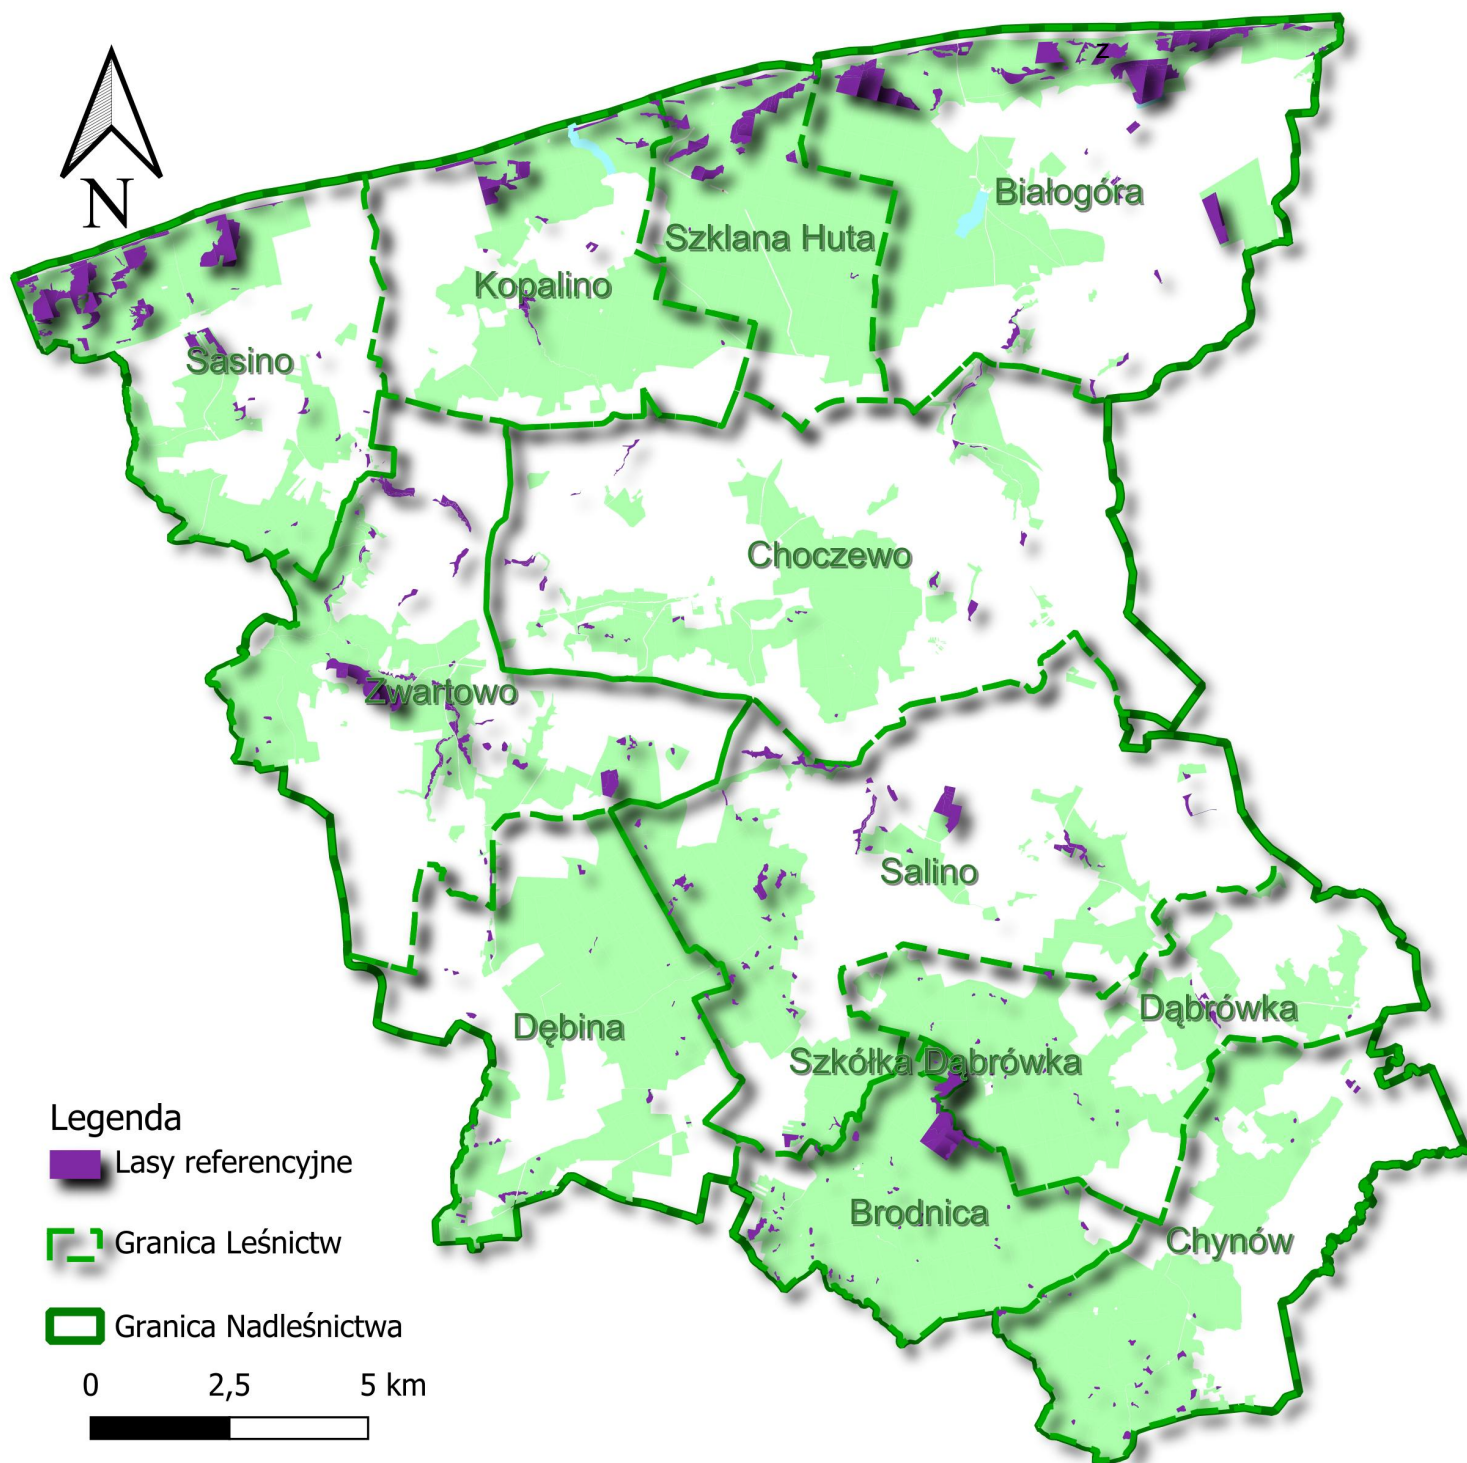 Z
N
Białogóra
Szklana Huta
Kopalino
Sasino
Choczewo
Zwartowo
Salino
Dąbrówka
Dębina
Szkółka Dąbrówka
Brodnica
Chynów
Legenda
Lasy referencyjne
Granica Leśnictw
Granica Nadleśnictwa
0 2,5 5 km